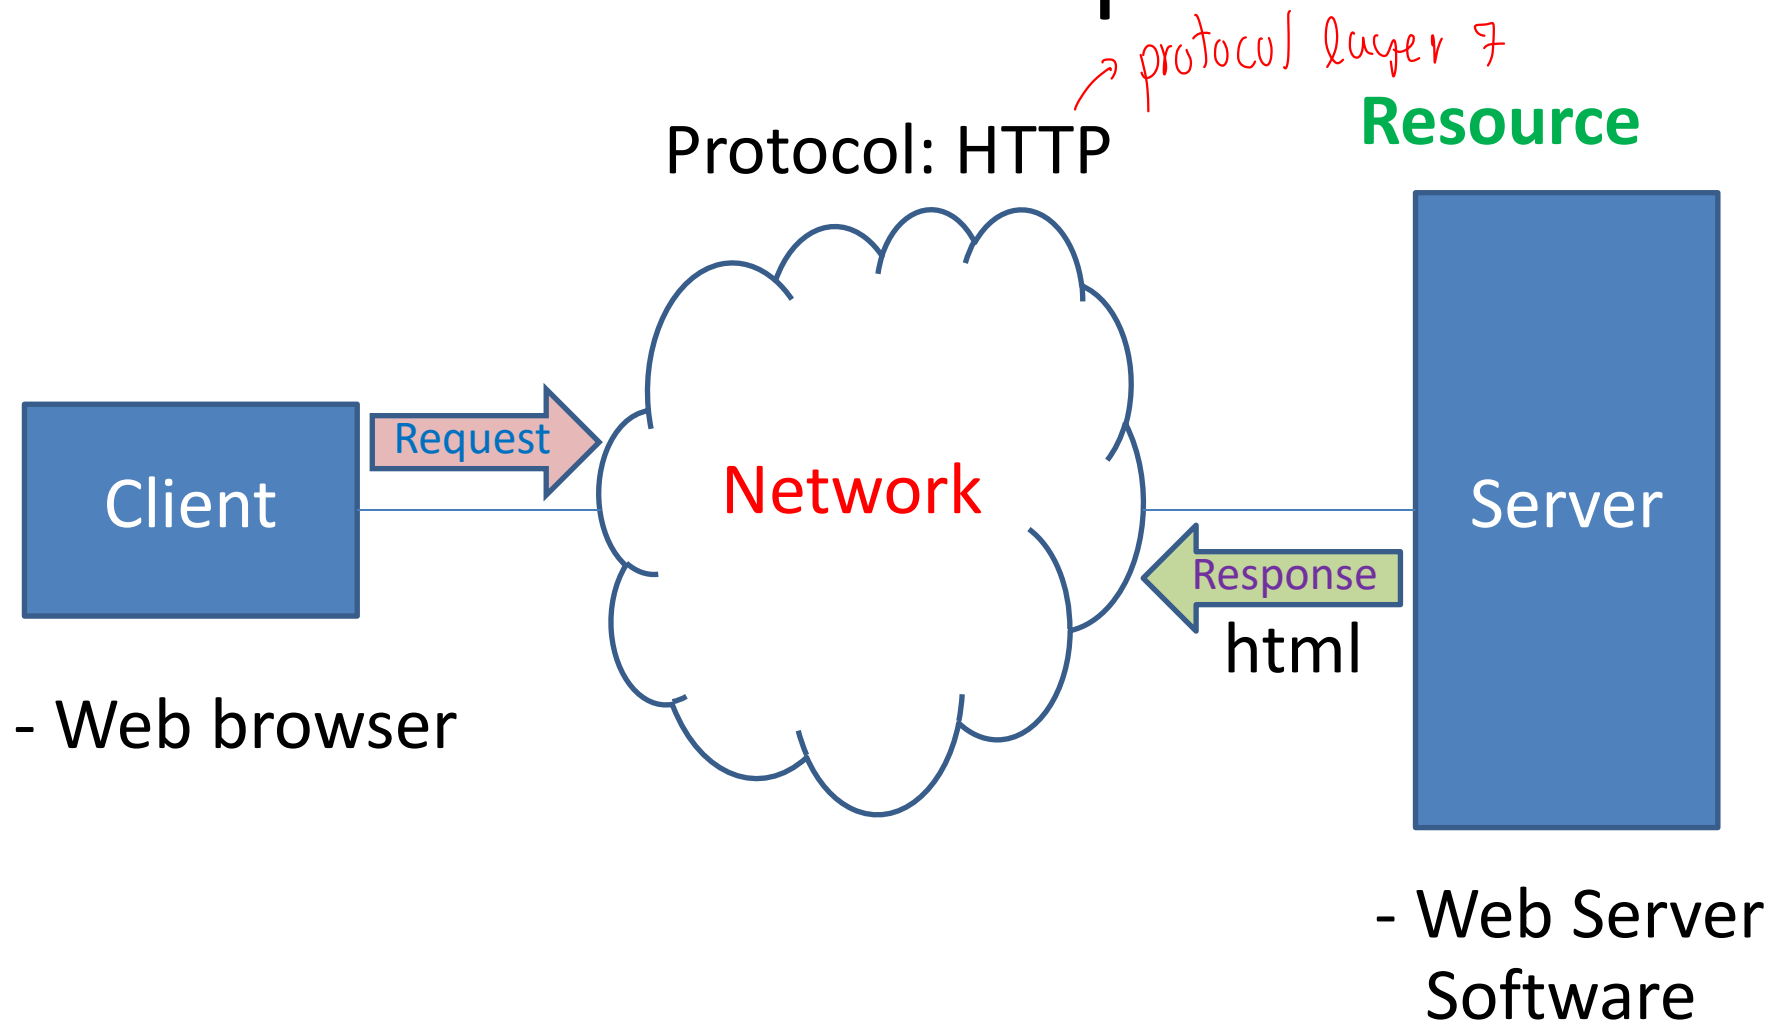 protocol layer 7
Protocol: HTTP
Resource
Request
Client
Network
Server
Response
html
- Web browser
- Web Server
Software